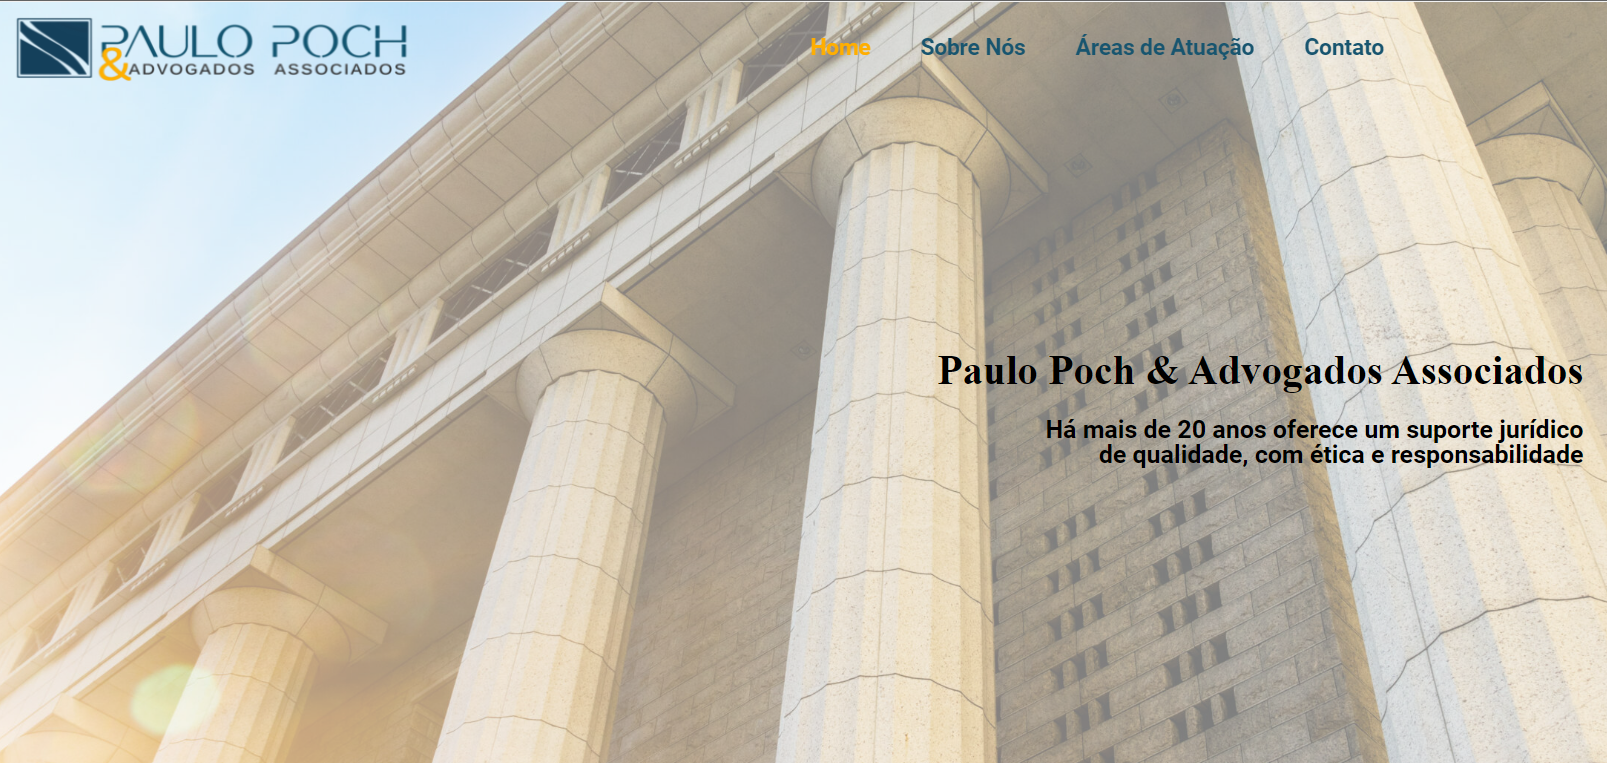 PAULO POCH
& ADVOGADOS ASSOCIADOS
Home Sobre Nós Áreas de Atuação Contato
Paulo Poch & Advogados Associados
Há mais de 20 anos oferece um suporte jurídico
de qualidade, com ética e responsabilidade